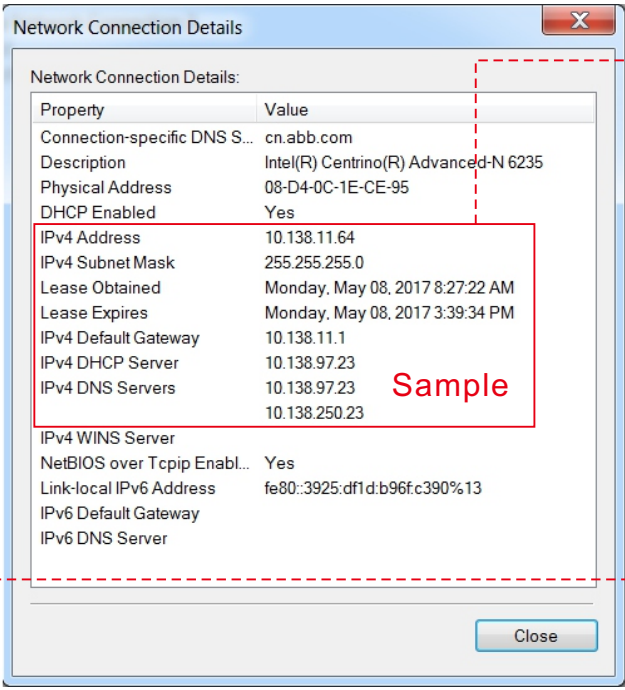 Network Connection Details
Network Connection Details:
Property Value
Connection-specific DNS S... cn.abb.com
Description Intel(R) Centrino(R) Advanced-N 6235
Physical Address 08-D4-0C-1E-CE-95
DHCP Enabled Yes
IPv4 Address 10.138.11.64
IPv4 Subnet Mask 255.255.255.0
Lease Obtained Monday, May 08, 2017 8:27:22 AM
Lease Expires Monday, May 08, 2017 3:39:34 PM
IPv4 Default Gateway 10.138.11.1
IPv4 DHCP Server 10.138.97.23
IPv4 DNS Servers 10.138.97.23
Sample
10.138.250.23
IPv4 WINS Server
NetBIOS over Tcpip Enabl... Yes
Link-local IPv6 Address fe80::3925:df1d:b96f:c390%13
IPv6 Default Gateway
IPv6 DNS Server
Close